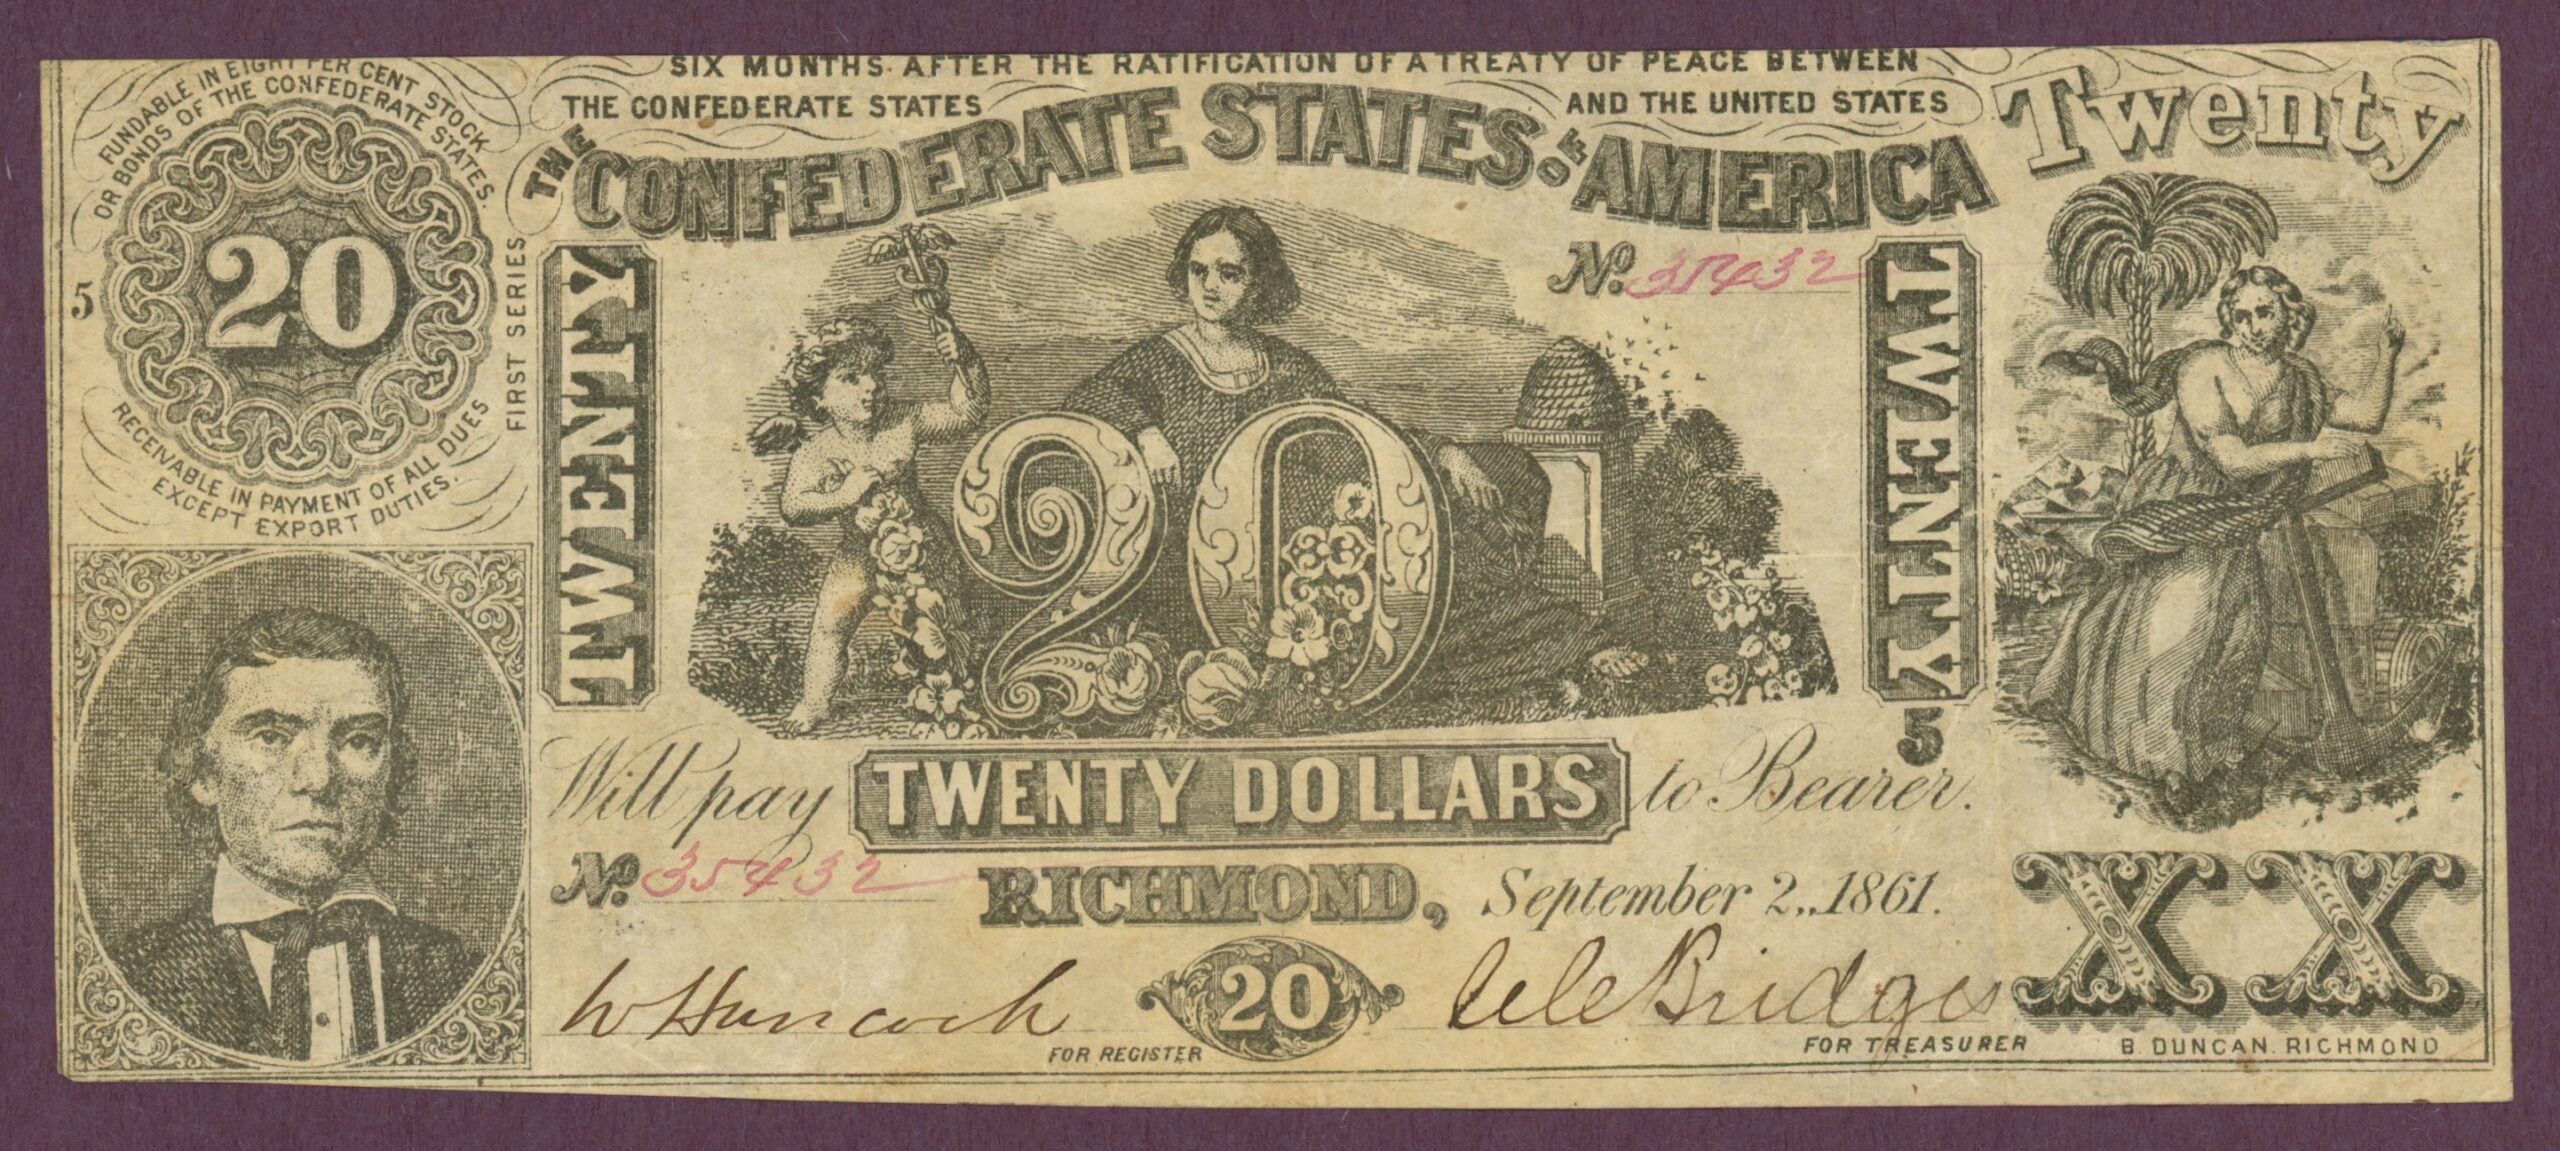 SIX MONTHS AFTER THE RATIFICATION OF A TREATY OF PEACE BETWEEN
THE CONFEDERATE STATES AND THE UNITED STATES
THE CONFEDERATE STATES OF AMERICA
FUNDABLE IN EIGHT PER CENT STOCK
OR BONDS OF THE CONFEDERATE STATES.
20
5
RECEIVABLE IN PAYMENT OF ALL DUES
EXCEPT EXPORT DUTIES.
FIRST SERIES
TWENTY
20
No. 35432
TWENTY
Twenty
5
Will pay TWENTY DOLLARS to Bearer.
No. 35432
RICHMOND, September 2,, 1861.
W Hancock
FOR REGISTER
20
Bridges
FOR TREASURER
XX
B. DUNCAN. RICHMOND